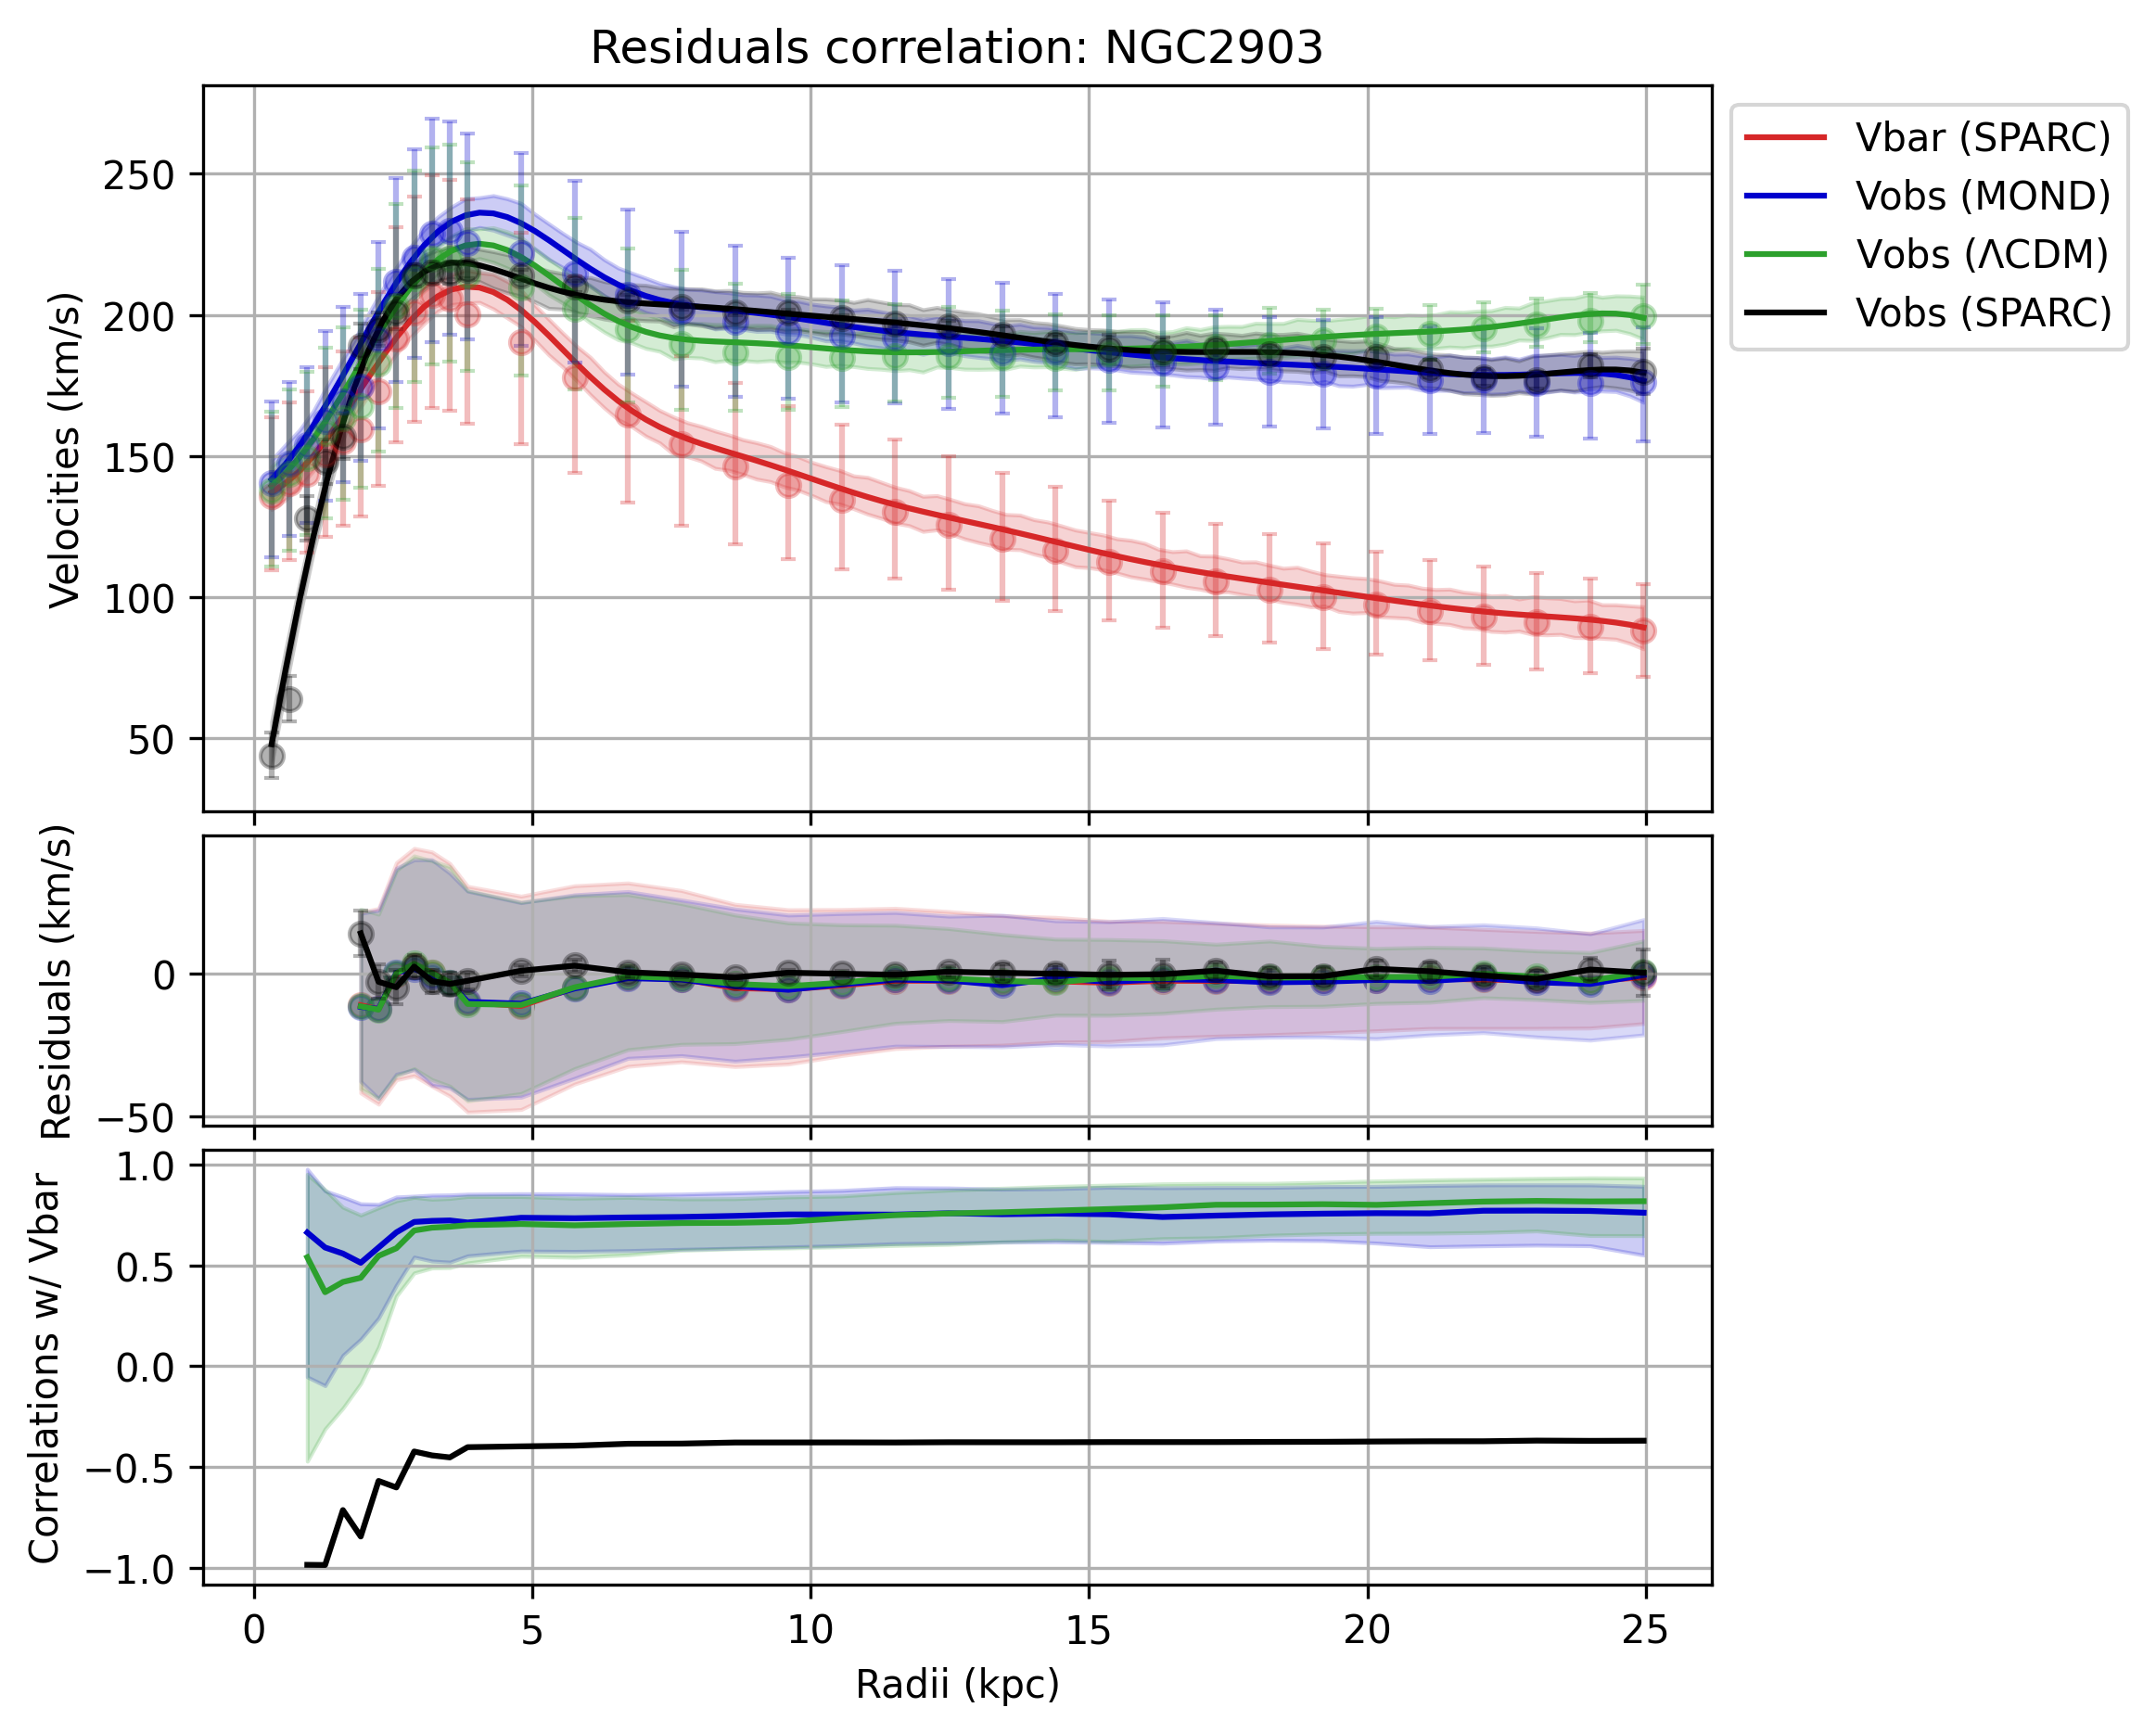 Residuals correlation: NGC2903
Velocities (km/s)
250
200
150
100
50
Vbar (SPARC)
Vobs (MOND)
Vobs (ΛCDM)
Vobs (SPARC)
Residuals (km/s)
0
−50
Correlations w/ Vbar
1.0
0.5
0.0
−0.5
−1.0
0 5 10 15 20 25
Radii (kpc)